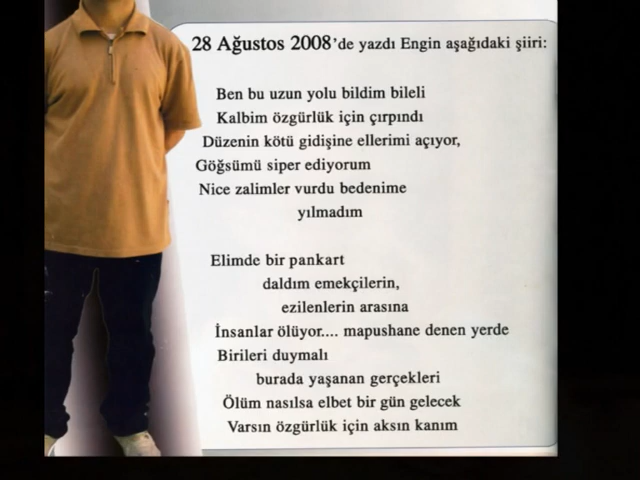 28 Ağustos 2008'de yazdı Engin aşağıdaki şiiri:
Ben bu uzun yolu bildim bileli
Kalbim özgürlük için çırpındı
Düzenin kötü gidişine ellerimi açıyor,
Göğsümü siper ediyorum
Nice zalimler vurdu bedenime
yılmadım
Elimde bir pankart
daldım emekçilerin,
ezilenlerin arasına
İnsanlar ölüyor.... mapushane denen yerde
Birileri duymalı
burada yaşanan gerçekleri
Ölüm nasılsa elbet bir gün gelecek
Varsın özgürlük için aksın kanım